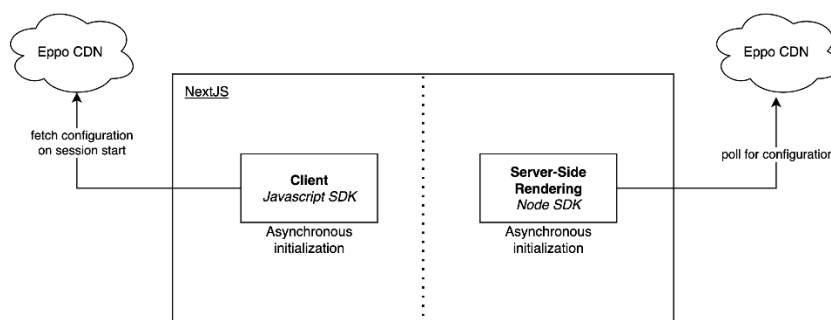 Eppo CDN
Eppo CDN
NextJS
fetch configuration
on session start
poll for configuration
Client
Javascript SDK
Asynchronous
initialization
Server-Side
Rendering
Node SDK
Asynchronous
initialization